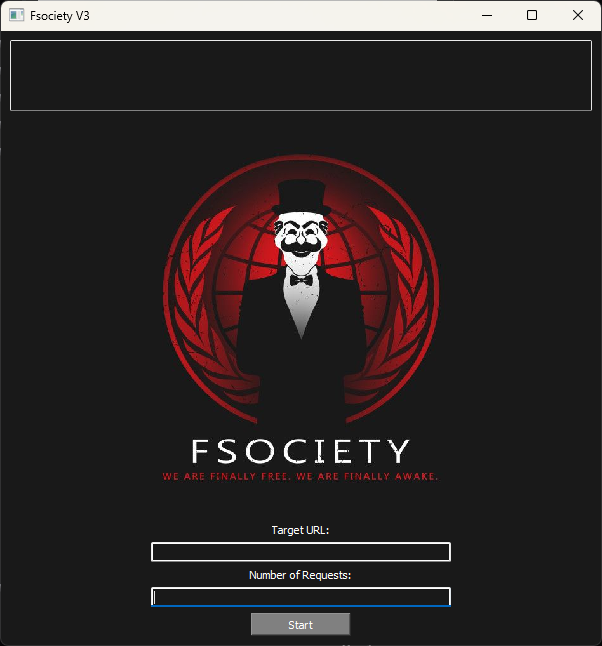 Fsociety V3
FSOCIETY
WE ARE FINALLY FREE. WE ARE FINALLY AWAKE.
Target URL:
Number of Requests:
Start